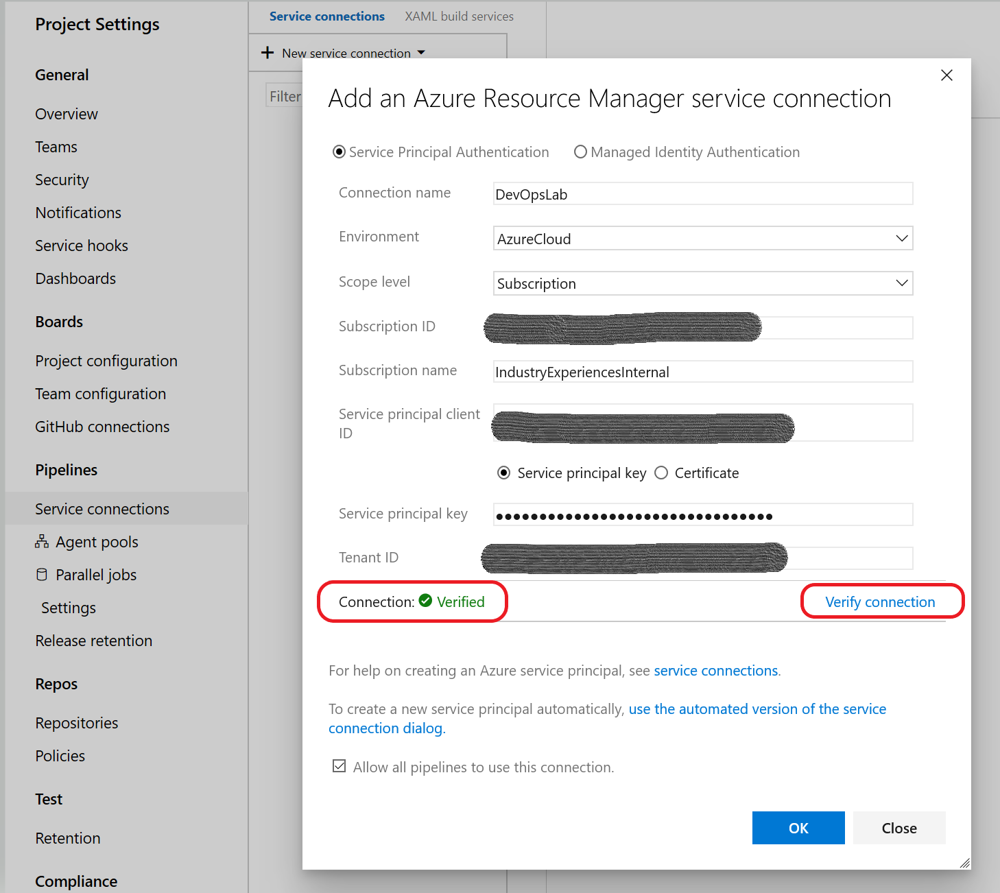 Project Settings
General
Overview
Teams
Security
Notifications
Service hooks
Dashboards
Boards
Project configuration
Team configuration
GitHub connections
Pipelines
Service connections
Agent pools
Parallel jobs
Settings
Release retention
Repos
Repositories
Policies
Test
Retention
Compliance
Service connections XAML build services
New service connection
Filter
Add an Azure Resource Manager service connection
Service Principal Authentication Managed Identity Authentication
Connection name DevOpsLab
Environment AzureCloud
Scope level Subscription
Subscription ID
Subscription name IndustryExperiencesInternal
Service principal client
ID
Service principal key Certificate
Service principal key ••••••••••••••••••••••••••••••••
Tenant ID
Connection: Verified Verify connection
For help on creating an Azure service principal, see service connections.
To create a new service principal automatically, use the automated version of the service
connection dialog.
Allow all pipelines to use this connection.
OK Close